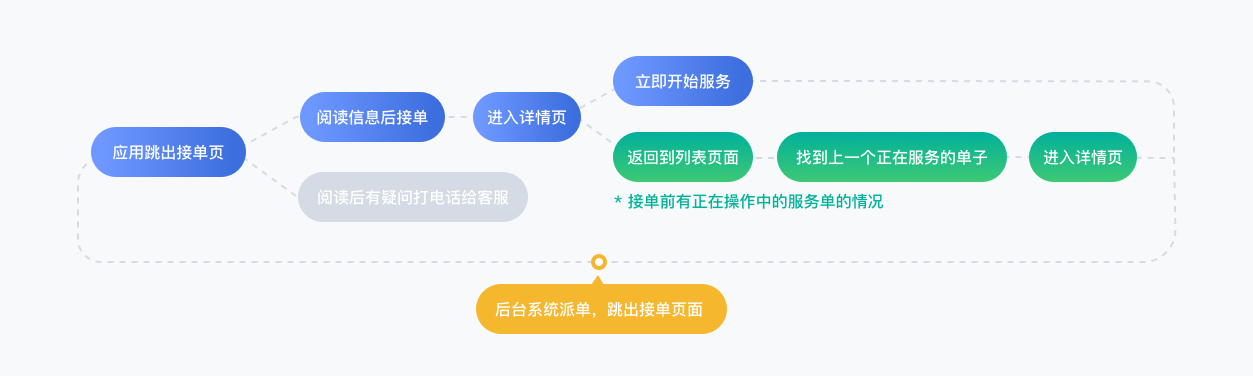 应用跳出接单页
阅读信息后接单
进入详情页
立即开始服务
返回到列表页面
找到上一个正在服务的单子
进入详情页
* 接单前有正在操作中的服务单的情况
阅读后有疑问打电话给客服
后台系统派单，跳出接单页面